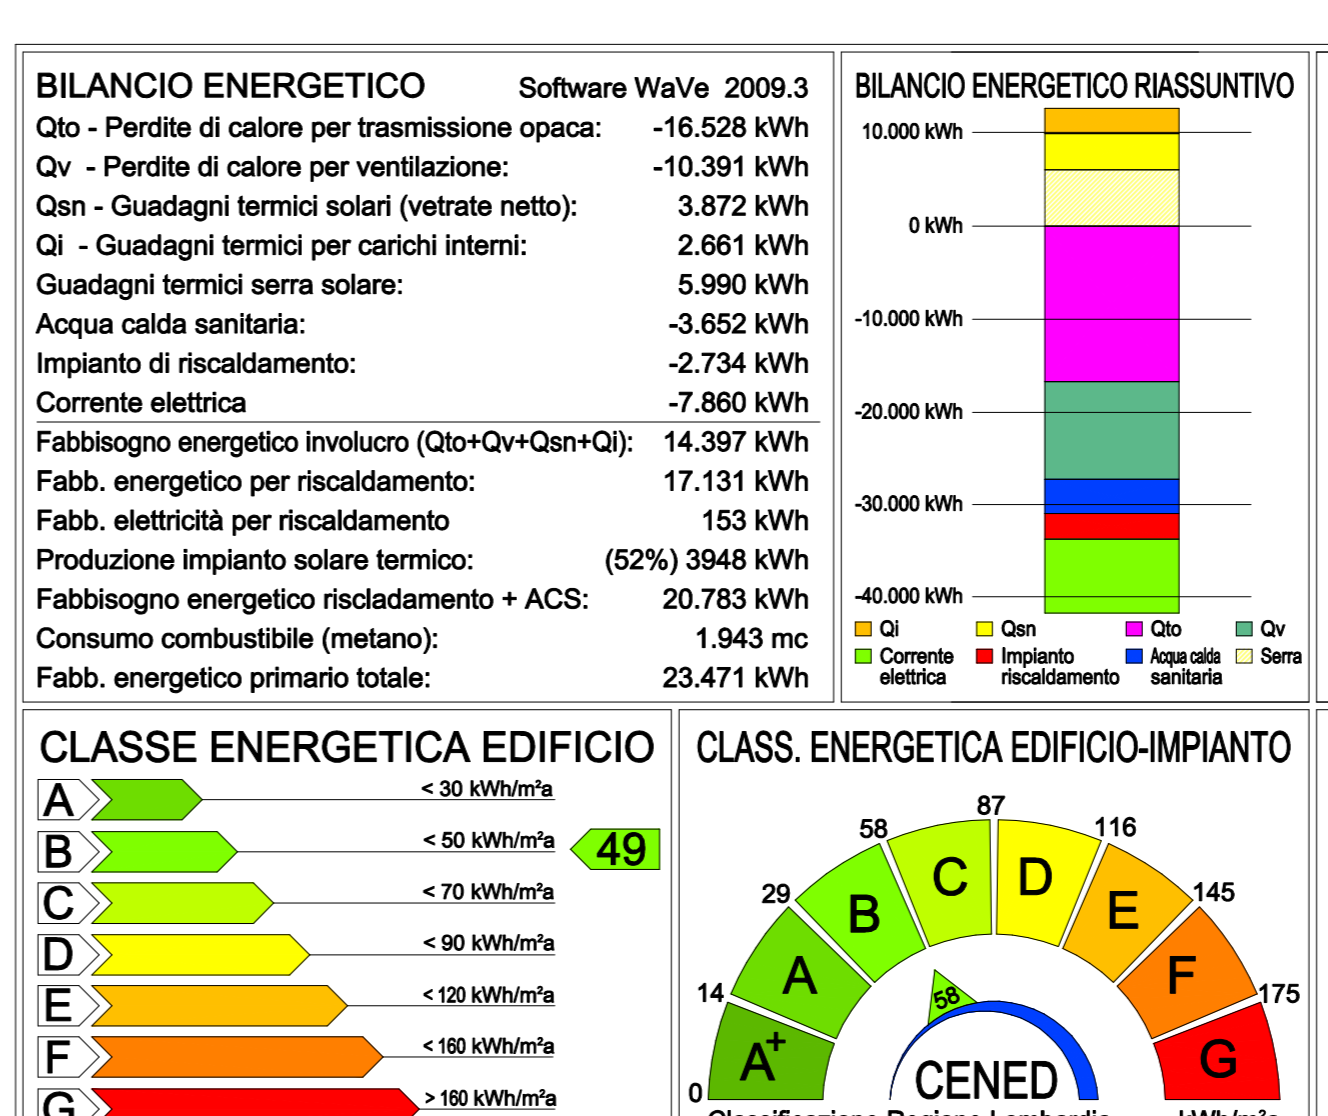 BILANCIO ENERGETICO Software WaVe 2009.3
Qto - Perdite di calore per trasmissione opaca: -16.528 kWh
Qv - Perdite di calore per ventilazione: -10.391 kWh
Qsn - Guadagni termici solari (vetrate netto): 3.872 kWh
Qi - Guadagni termici per carichi interni: 2.661 kWh
Guadagni termici serra solare: 5.990 kWh
Acqua calda sanitaria: -3.652 kWh
Impianto di riscaldamento: -2.734 kWh
Corrente elettrica -7.860 kWh
Fabbisogno energetico involucro (Qto+Qv+Qsn+Qi): 14.397 kWh
Fabb. energetico per riscaldamento: 17.131 kWh
Fabb. elettricità per riscaldamento 153 kWh
Produzione impianto solare termico: (52%) 3948 kWh
Fabbisogno energetico riscladamento + ACS: 20.783 kWh
Consumo combustibile (metano): 1.943 mc
Fabb. energetico primario totale: 23.471 kWh
BILANCIO ENERGETICO RIASSUNTIVO
10.000 kWh
0 kWh
-10.000 kWh
-20.000 kWh
-30.000 kWh
-40.000 kWh
Qi Qsn Qto Qv
Corrente elettrica Impianto riscaldamento Acqua calda sanitaria Serra
CLASSE ENERGETICA EDIFICIO
A < 30 kWh/m²a
B < 50 kWh/m²a 49
C < 70 kWh/m²a
D < 90 kWh/m²a
E < 120 kWh/m²a
F < 160 kWh/m²a
G > 160 kWh/m²a
CLASS. ENERGETICA EDIFICIO-IMPIANTO
0 14 29 58 87 116 145 175
A+ A B C D E F G
58
CENED
Classificazione Regione Lombardia kWh/m²a